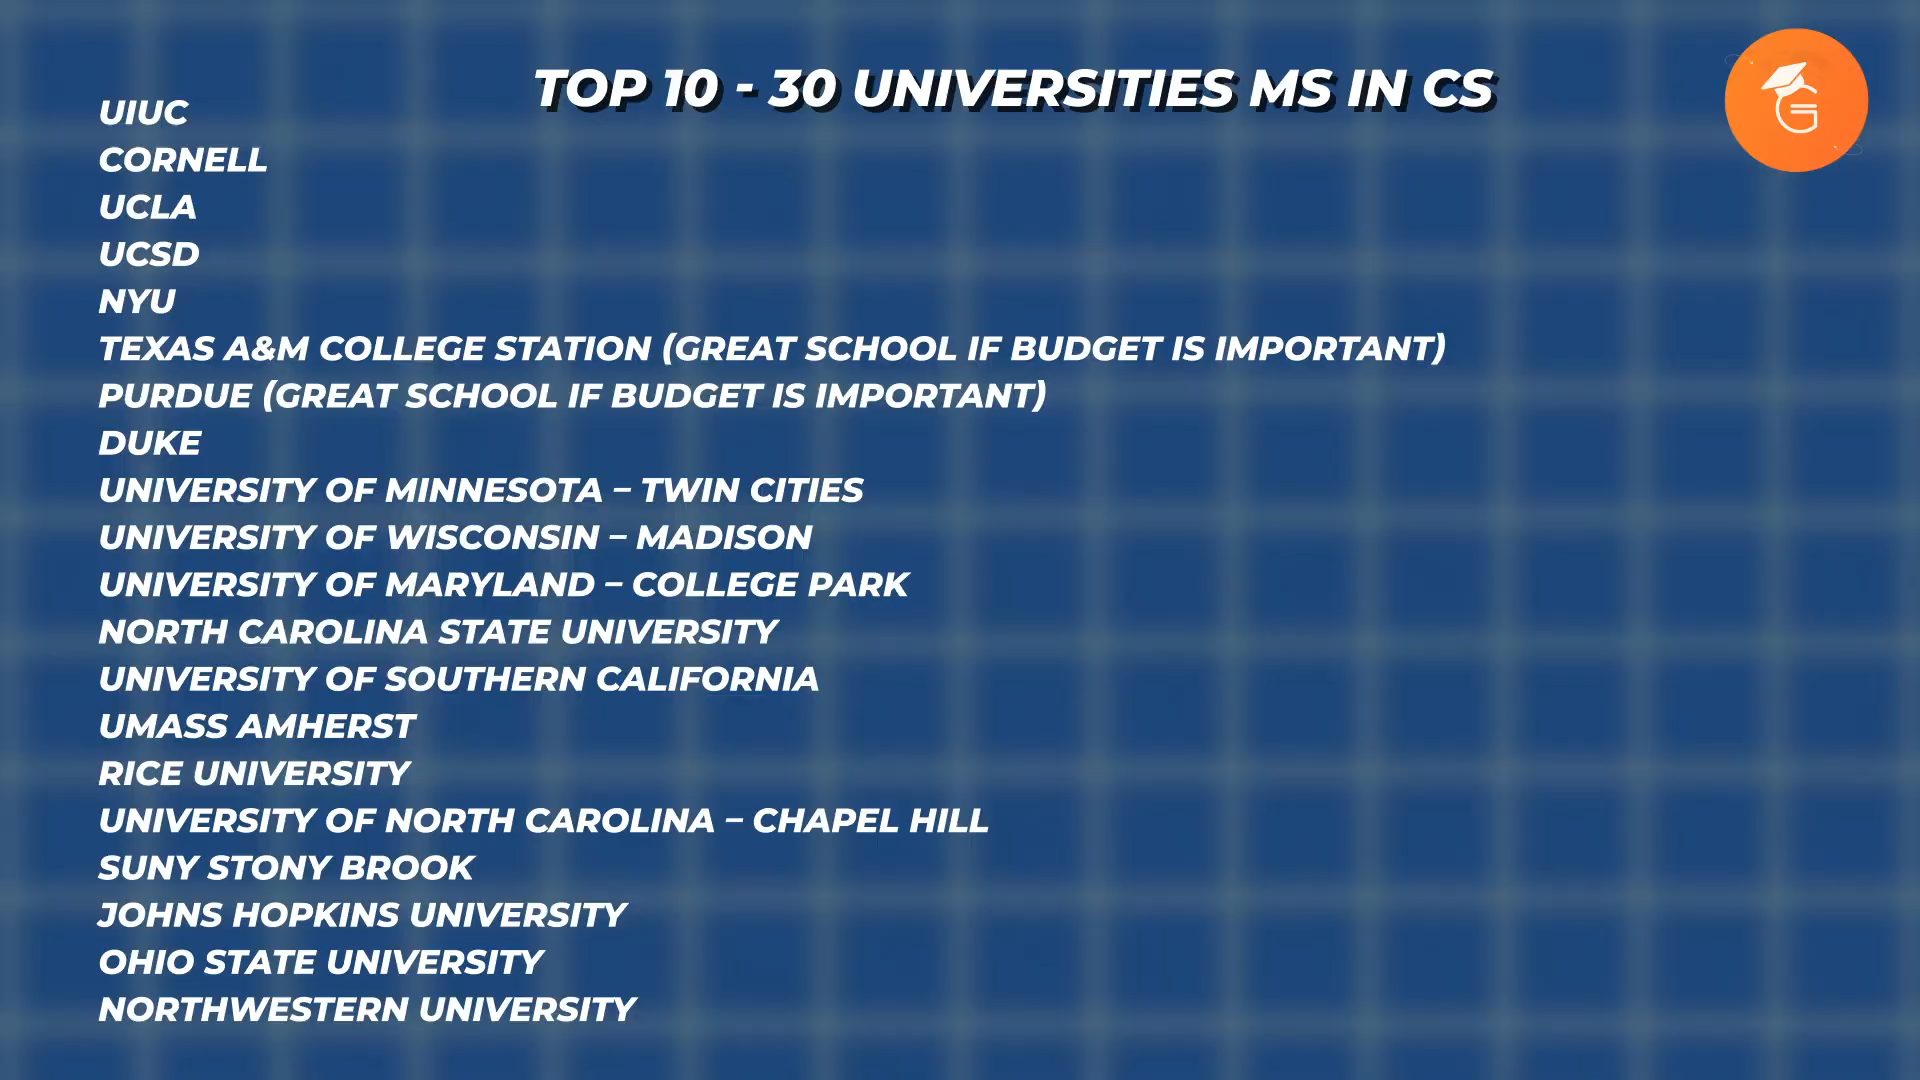 TOP 10 - 30 UNIVERSITIES MS IN CS
UIUC
CORNELL
UCLA
UCSD
NYU
TEXAS A&M COLLEGE STATION (GREAT SCHOOL IF BUDGET IS IMPORTANT)
PURDUE (GREAT SCHOOL IF BUDGET IS IMPORTANT)
DUKE
UNIVERSITY OF MINNESOTA – TWIN CITIES
UNIVERSITY OF WISCONSIN – MADISON
UNIVERSITY OF MARYLAND – COLLEGE PARK
NORTH CAROLINA STATE UNIVERSITY
UNIVERSITY OF SOUTHERN CALIFORNIA
UMASS AMHERST
RICE UNIVERSITY
UNIVERSITY OF NORTH CAROLINA – CHAPEL HILL
SUNY STONY BROOK
JOHNS HOPKINS UNIVERSITY
OHIO STATE UNIVERSITY
NORTHWESTERN UNIVERSITY